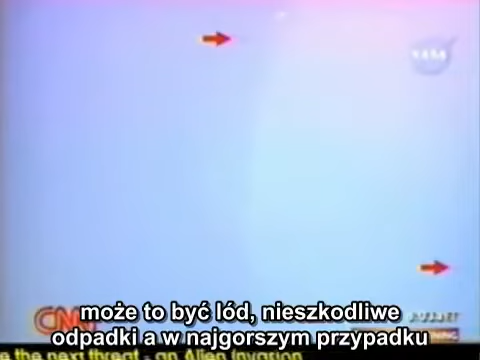 CNN
może to być lód, nieszkodliwe
odpadki a w najgorszym przypadku
e the next threat - an Alien Invasion